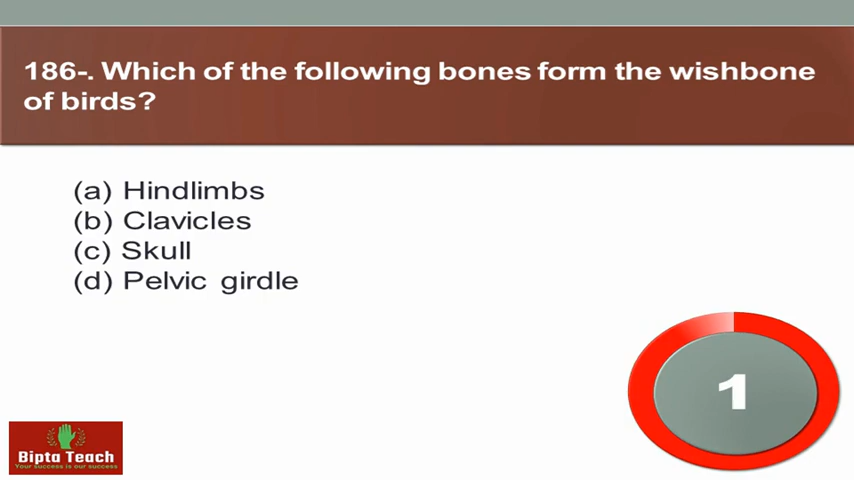 186-. Which of the following bones form the wishbone
of birds?
(a) Hindlimbs
(b) Clavicles
(c) Skull
(d) Pelvic girdle
1
Bipta Teach
Your success is our success